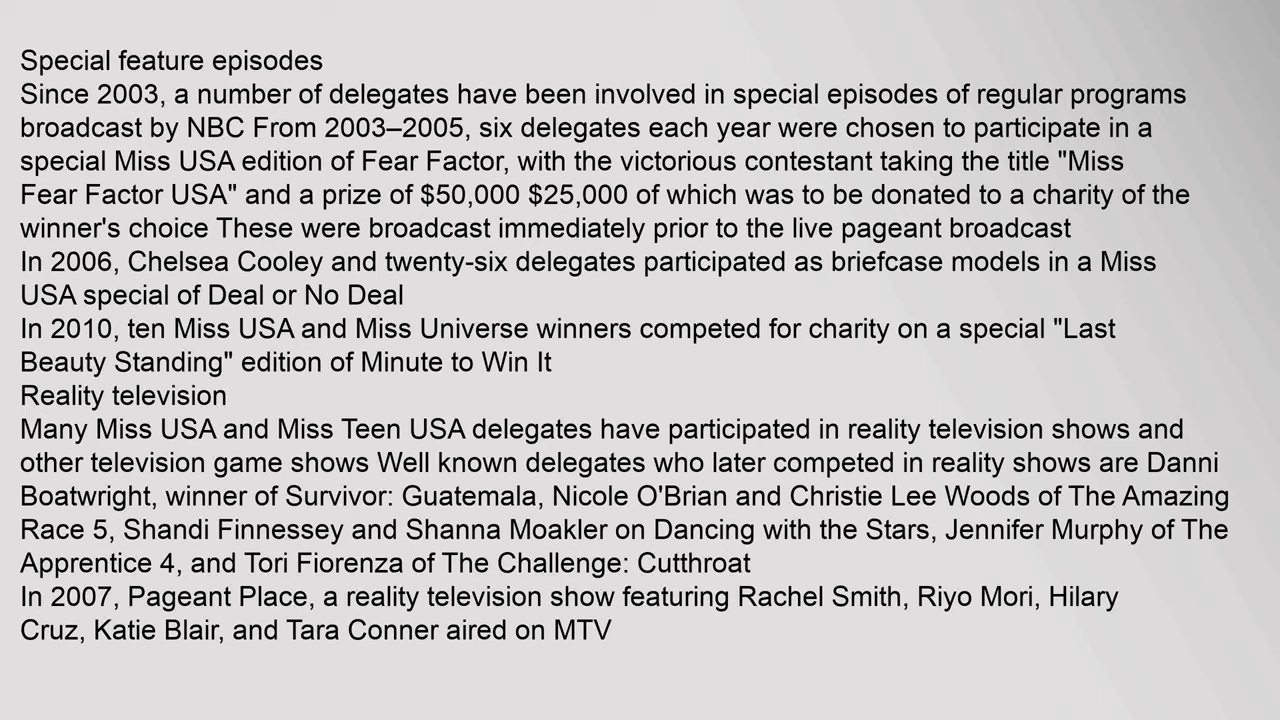 Special feature episodes
Since 2003, a number of delegates have been involved in special episodes of regular programs
broadcast by NBC From 2003–2005, six delegates each year were chosen to participate in a
special Miss USA edition of Fear Factor, with the victorious contestant taking the title "Miss
Fear Factor USA" and a prize of $50,000 $25,000 of which was to be donated to a charity of the
winner's choice These were broadcast immediately prior to the live pageant broadcast
In 2006, Chelsea Cooley and twenty-six delegates participated as briefcase models in a Miss
USA special of Deal or No Deal
In 2010, ten Miss USA and Miss Universe winners competed for charity on a special "Last
Beauty Standing" edition of Minute to Win It
Reality television
Many Miss USA and Miss Teen USA delegates have participated in reality television shows and
other television game shows Well known delegates who later competed in reality shows are Danni
Boatwright, winner of Survivor: Guatemala, Nicole O'Brian and Christie Lee Woods of The Amazing
Race 5, Shandi Finnessey and Shanna Moakler on Dancing with the Stars, Jennifer Murphy of The
Apprentice 4, and Tori Fiorenza of The Challenge: Cutthroat
In 2007, Pageant Place, a reality television show featuring Rachel Smith, Riyo Mori, Hilary
Cruz, Katie Blair, and Tara Conner aired on MTV